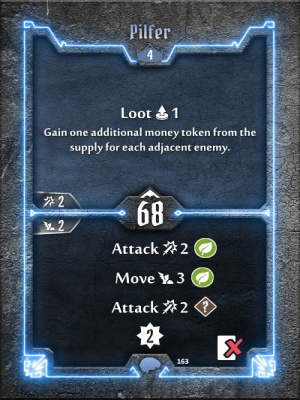 Pilfer
4
Loot 1
Gain one additional money token from the
supply for each adjacent enemy.
2
68
2
Attack 2
Move 3
Attack 2 ?
2
163